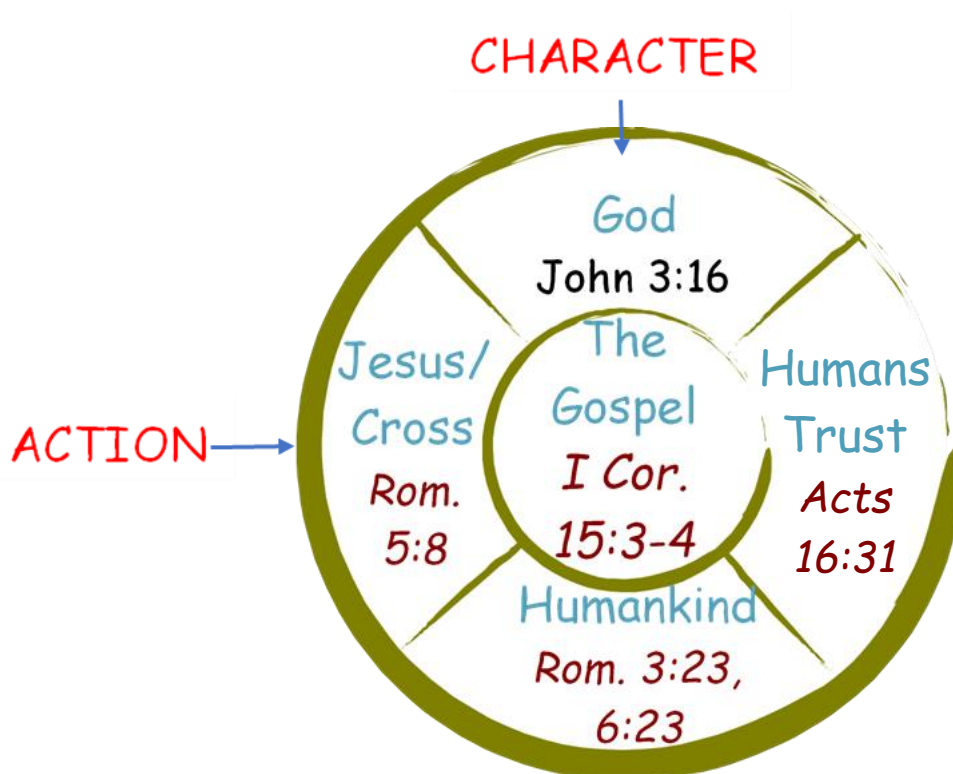 CHARACTER
God
John 3:16
The
Gospel
I Cor.
15:3-4
Jesus/
Cross
Rom.
5:8
ACTION
Humans
Trust
Acts
16:31
Humankind
Rom. 3:23,
6:23